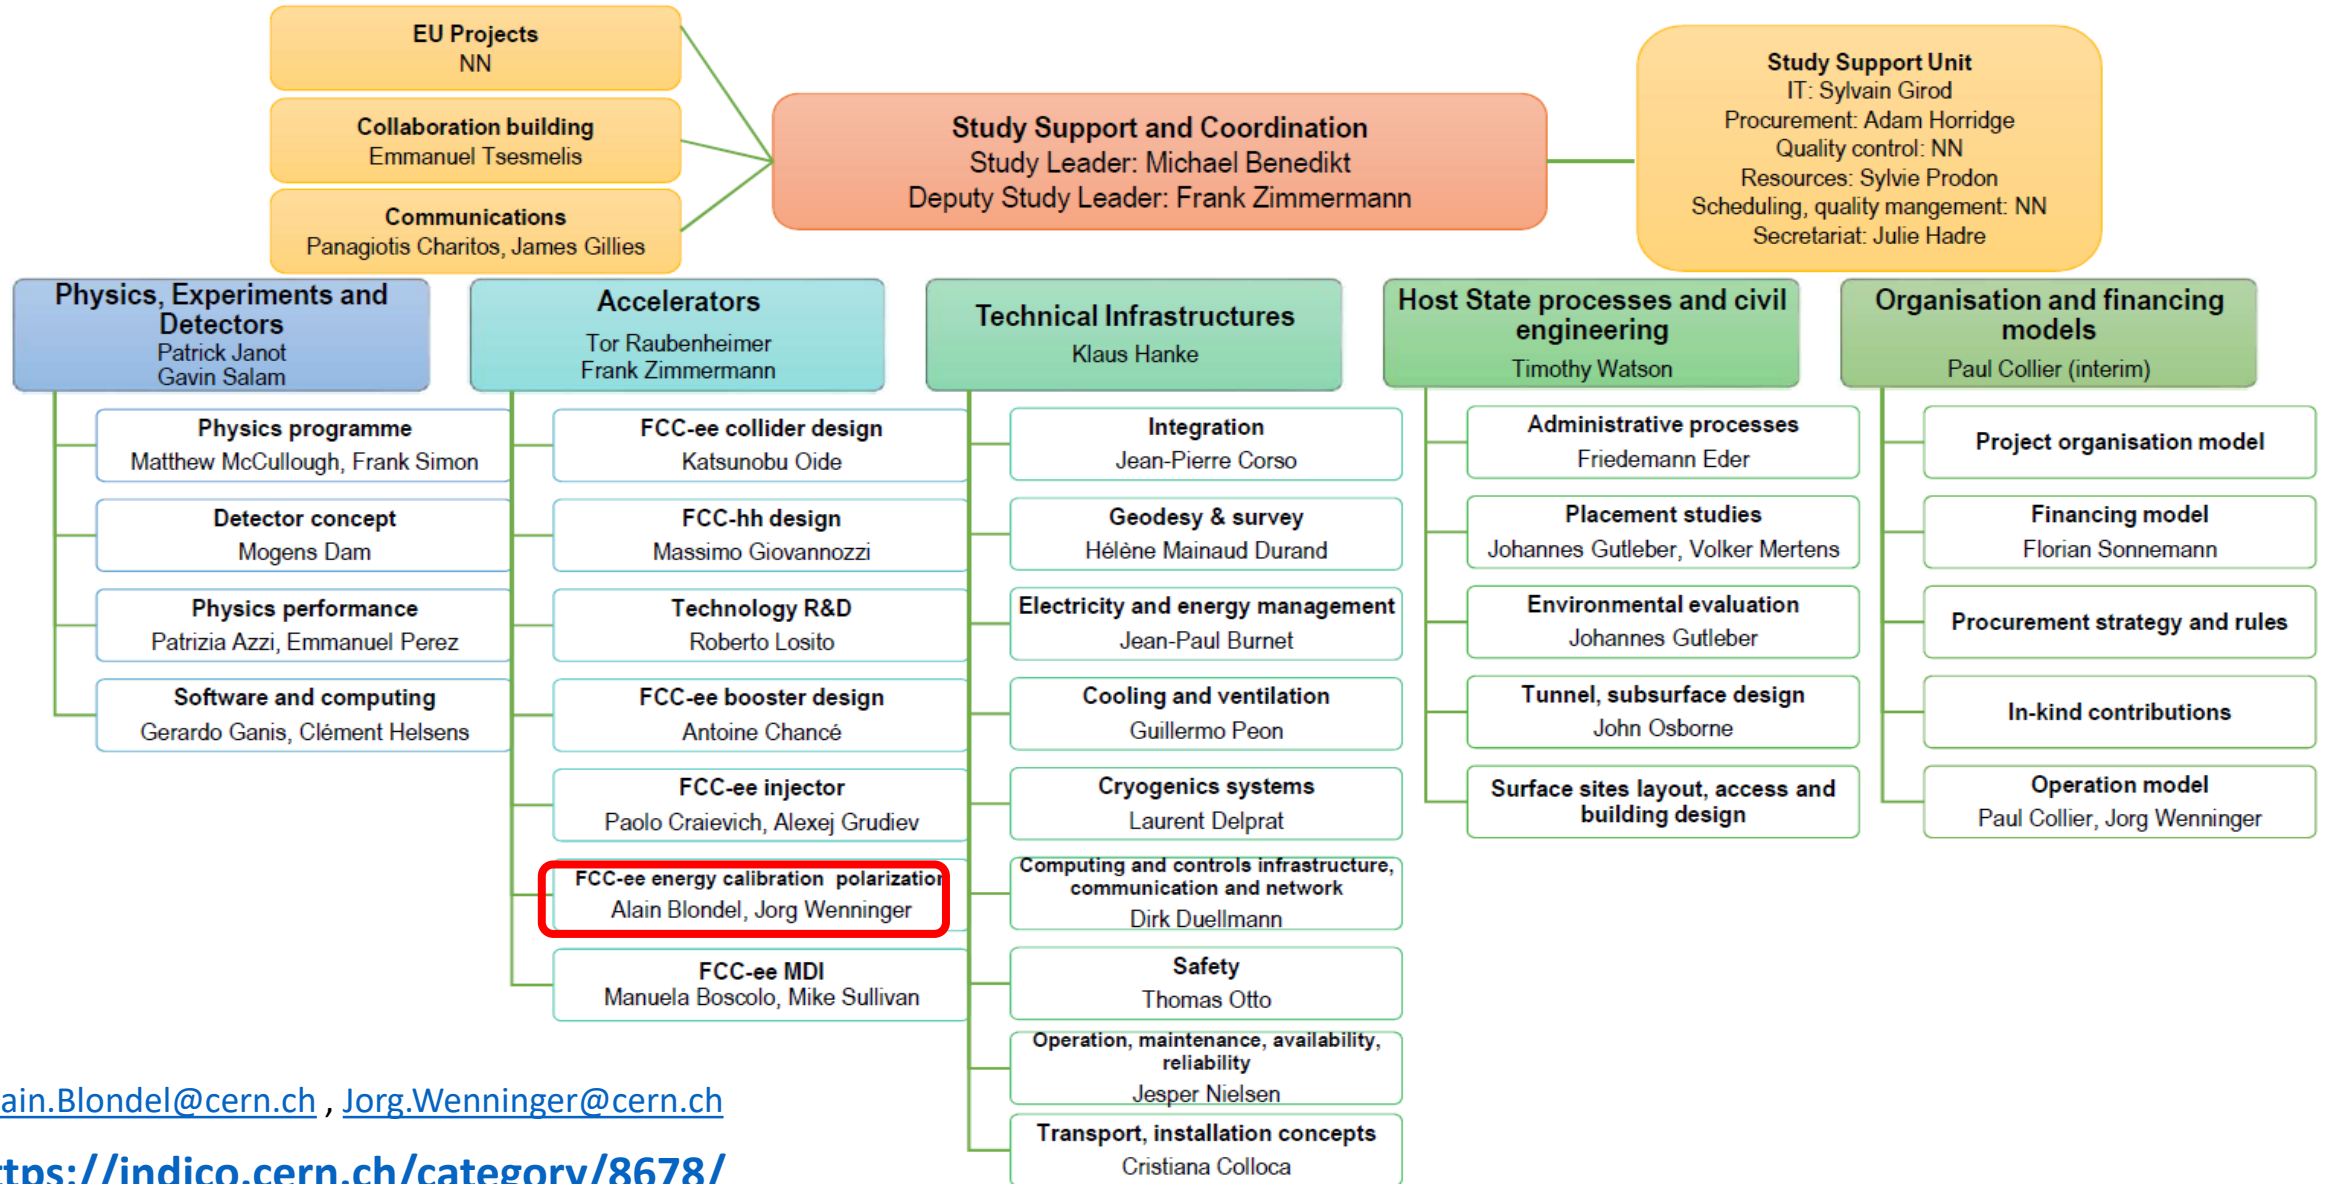 EU Projects
NN
Collaboration building
Emmanuel Tsesmelis
Communications
Panagiotis Charitos, James Gillies
Study Support and Coordination
Study Leader: Michael Benedikt
Deputy Study Leader: Frank Zimmermann
Study Support Unit
IT: Sylvain Girod
Procurement: Adam Horridge
Quality control: NN
Resources: Sylvie Prodon
Scheduling, quality mangement: NN
Secretariat: Julie Hadre
Physics, Experiments and
Detectors
Patrick Janot
Gavin Salam
Physics programme
Matthew McCullough, Frank Simon
Detector concept
Mogens Dam
Physics performance
Patrizia Azzi, Emmanuel Perez
Software and computing
Gerardo Ganis, Clément Helsens
Accelerators
Tor Raubenheimer
Frank Zimmermann
FCC-ee collider design
Katsunobu Oide
FCC-hh design
Massimo Giovannozzi
Technology R&D
Roberto Losito
FCC-ee booster design
Antoine Chancé
FCC-ee injector
Paolo Craievich, Alexej Grudiev
FCC-ee energy calibration polarization
Alain Blondel, Jorg Wenninger
FCC-ee MDI
Manuela Boscolo, Mike Sullivan
Technical Infrastructures
Klaus Hanke
Integration
Jean-Pierre Corso
Geodesy & survey
Hélène Mainaud Durand
Electricity and energy management
Jean-Paul Burnet
Cooling and ventilation
Guillermo Peon
Cryogenics systems
Laurent Delprat
Computing and controls infrastructure,
communication and network
Dirk Duellmann
Safety
Thomas Otto
Operation, maintenance, availability,
reliability
Jesper Nielsen
Transport, installation concepts
Cristiana Colloca
Host State processes and civil
engineering
Timothy Watson
Administrative processes
Friedemann Eder
Placement studies
Johannes Gutleber, Volker Mertens
Environmental evaluation
Johannes Gutleber
Tunnel, subsurface design
John Osborne
Surface sites layout, access and
building design
Organisation and financing
models
Paul Collier (interim)
Project organisation model
Financing model
Florian Sonnemann
Procurement strategy and rules
In-kind contributions
Operation model
Paul Collier, Jorg Wenninger
ain.Blondel@cern.ch , Jorg.Wenninger@cern.ch
ttps://indico.cern.ch/category/8678/